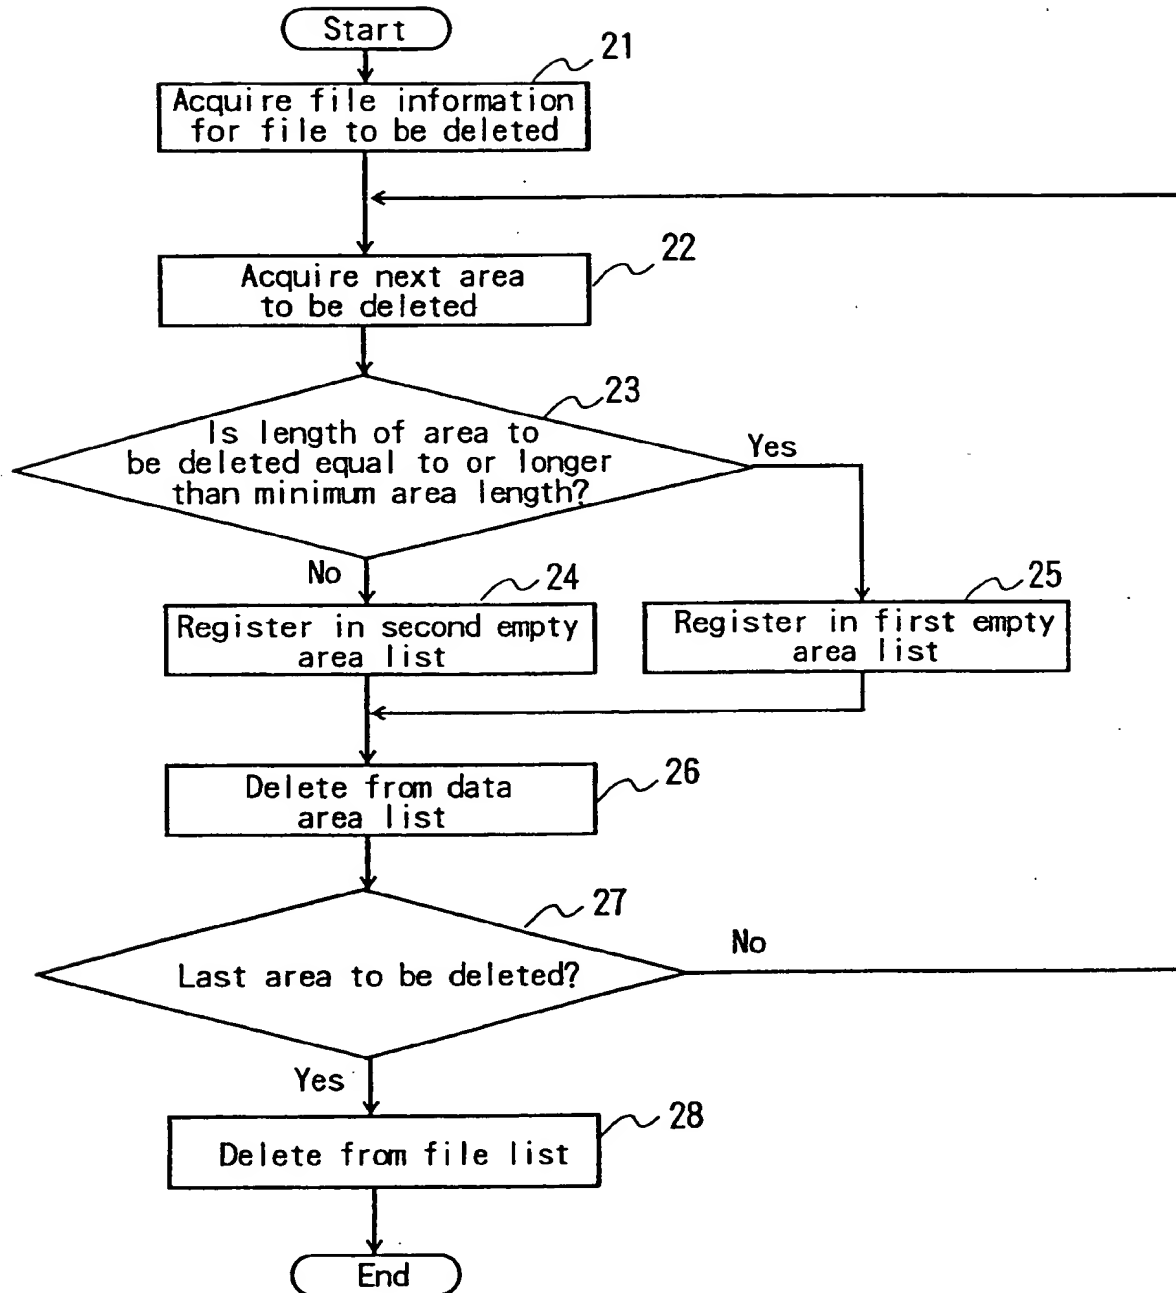 Start
21
Acquire file information
for file to be deleted
22
Acquire next area
to be deleted
23
Is length of area to
be deleted equal to or longer
than minimum area length?
Yes
No
24
25
Register in second empty
area list
Register in first empty
area list
26
Delete from data
area list
27
No
Last area to be deleted?
Yes
28
Delete from file list
End